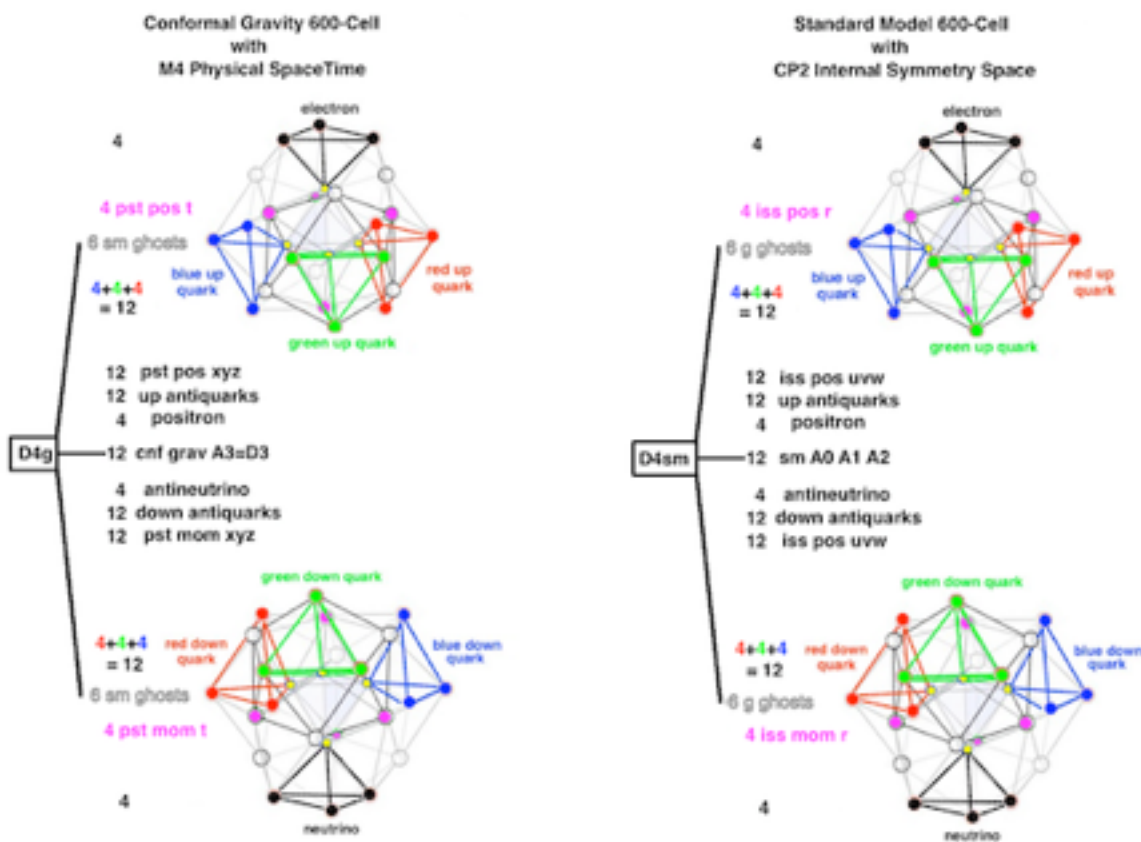 Conformal Gravity 600-Cell
with
M4 Physical SpaceTime
electron
4
4 pst pos t
6 sm ghosts
blue up
quark
red up
quark
4+4+4
= 12
green up quark
12 pst pos xyz
12 up antiquarks
4 positron
D4g
12 cnf grav A3=D3
4 antineutrino
12 down antiquarks
12 pst mom xyz
green down quark
4+4+4
= 12
red down
quark
blue down
quark
6 sm ghosts
4 pst mom t
4
neutrino
Standard Model 600-Cell
with
CP2 Internal Symmetry Space
electron
4
4 iss pos r
6 g ghosts
blue up
quark
red up
quark
4+4+4
= 12
green up quark
12 iss pos uvw
12 up antiquarks
4 positron
D4sm
12 sm A0 A1 A2
4 antineutrino
12 down antiquarks
12 iss pos uvw
green down quark
4+4+4
= 12
red down
quark
blue down
quark
6 g ghosts
4 iss mom r
4
neutrino